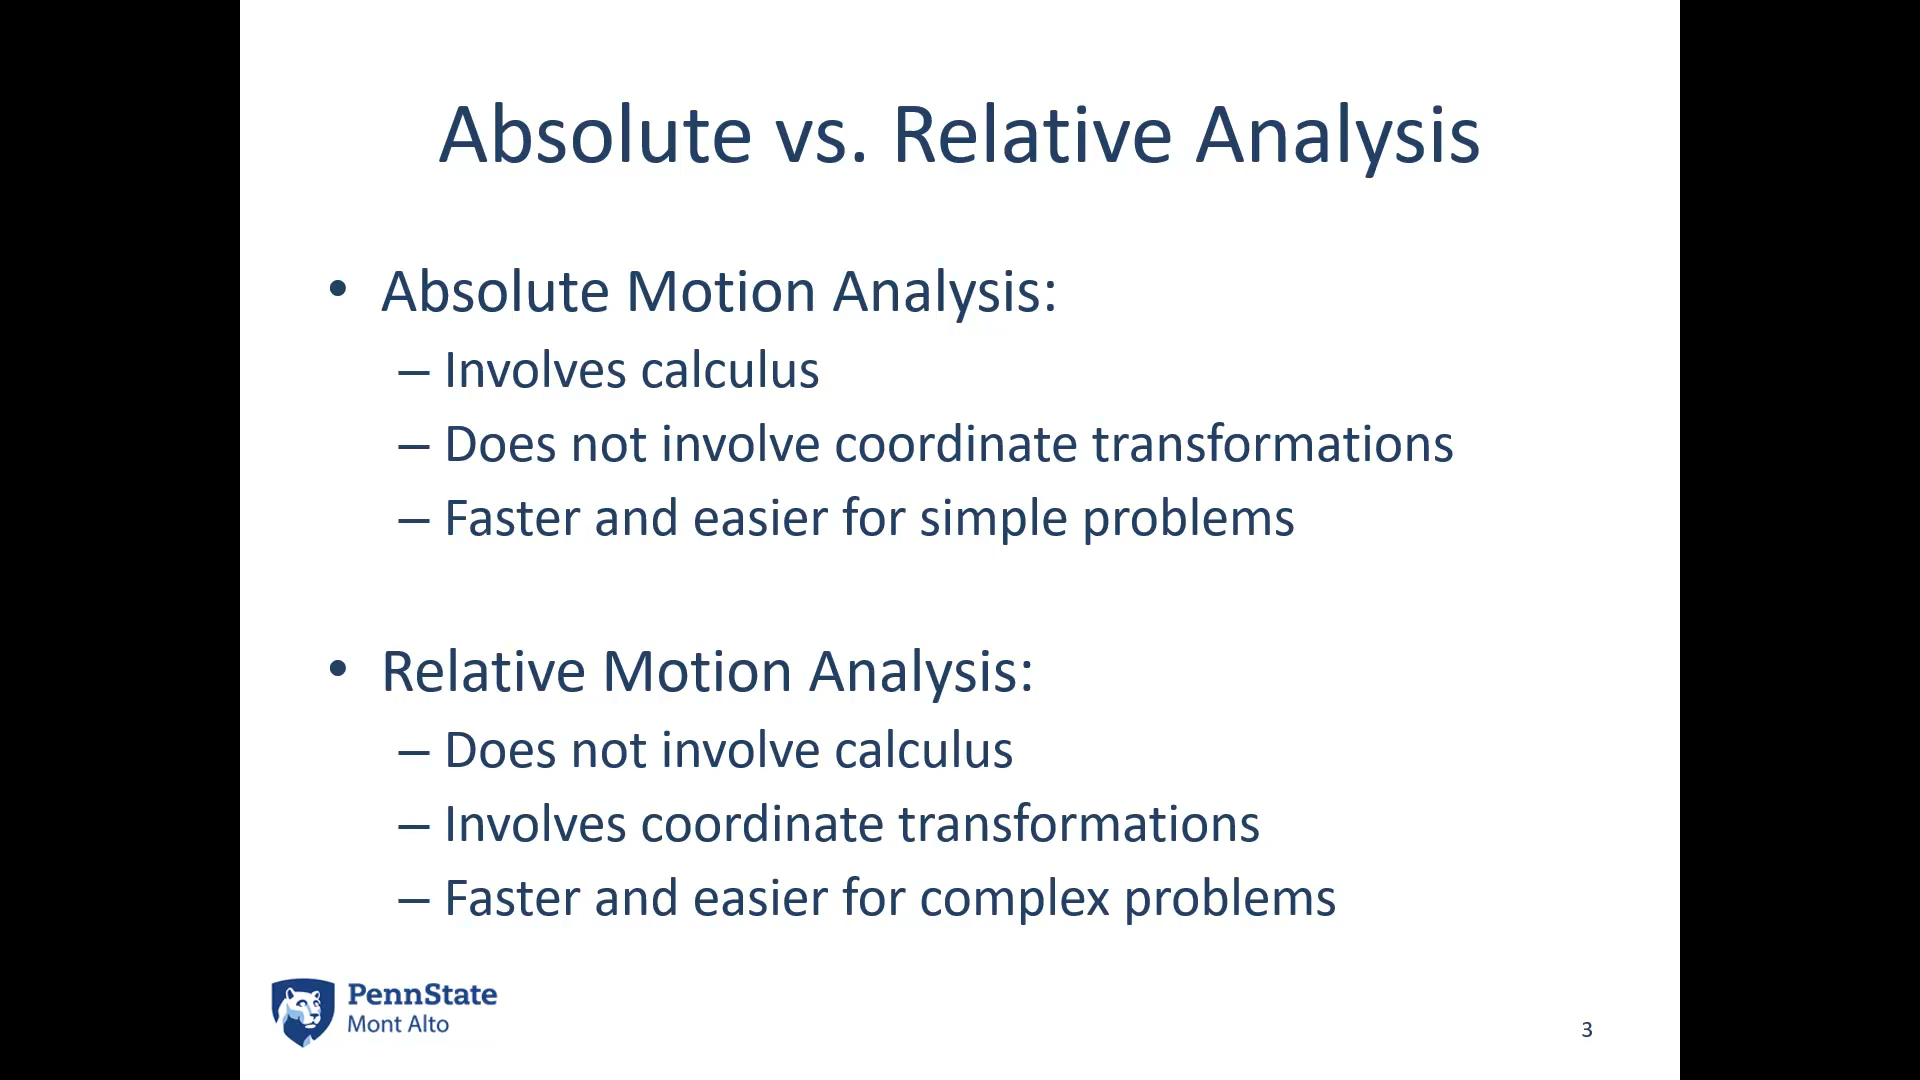 Absolute vs. Relative Analysis
• Absolute Motion Analysis:
– Involves calculus
– Does not involve coordinate transformations
– Faster and easier for simple problems
• Relative Motion Analysis:
– Does not involve calculus
– Involves coordinate transformations
– Faster and easier for complex problems
PennState
Mont Alto
3